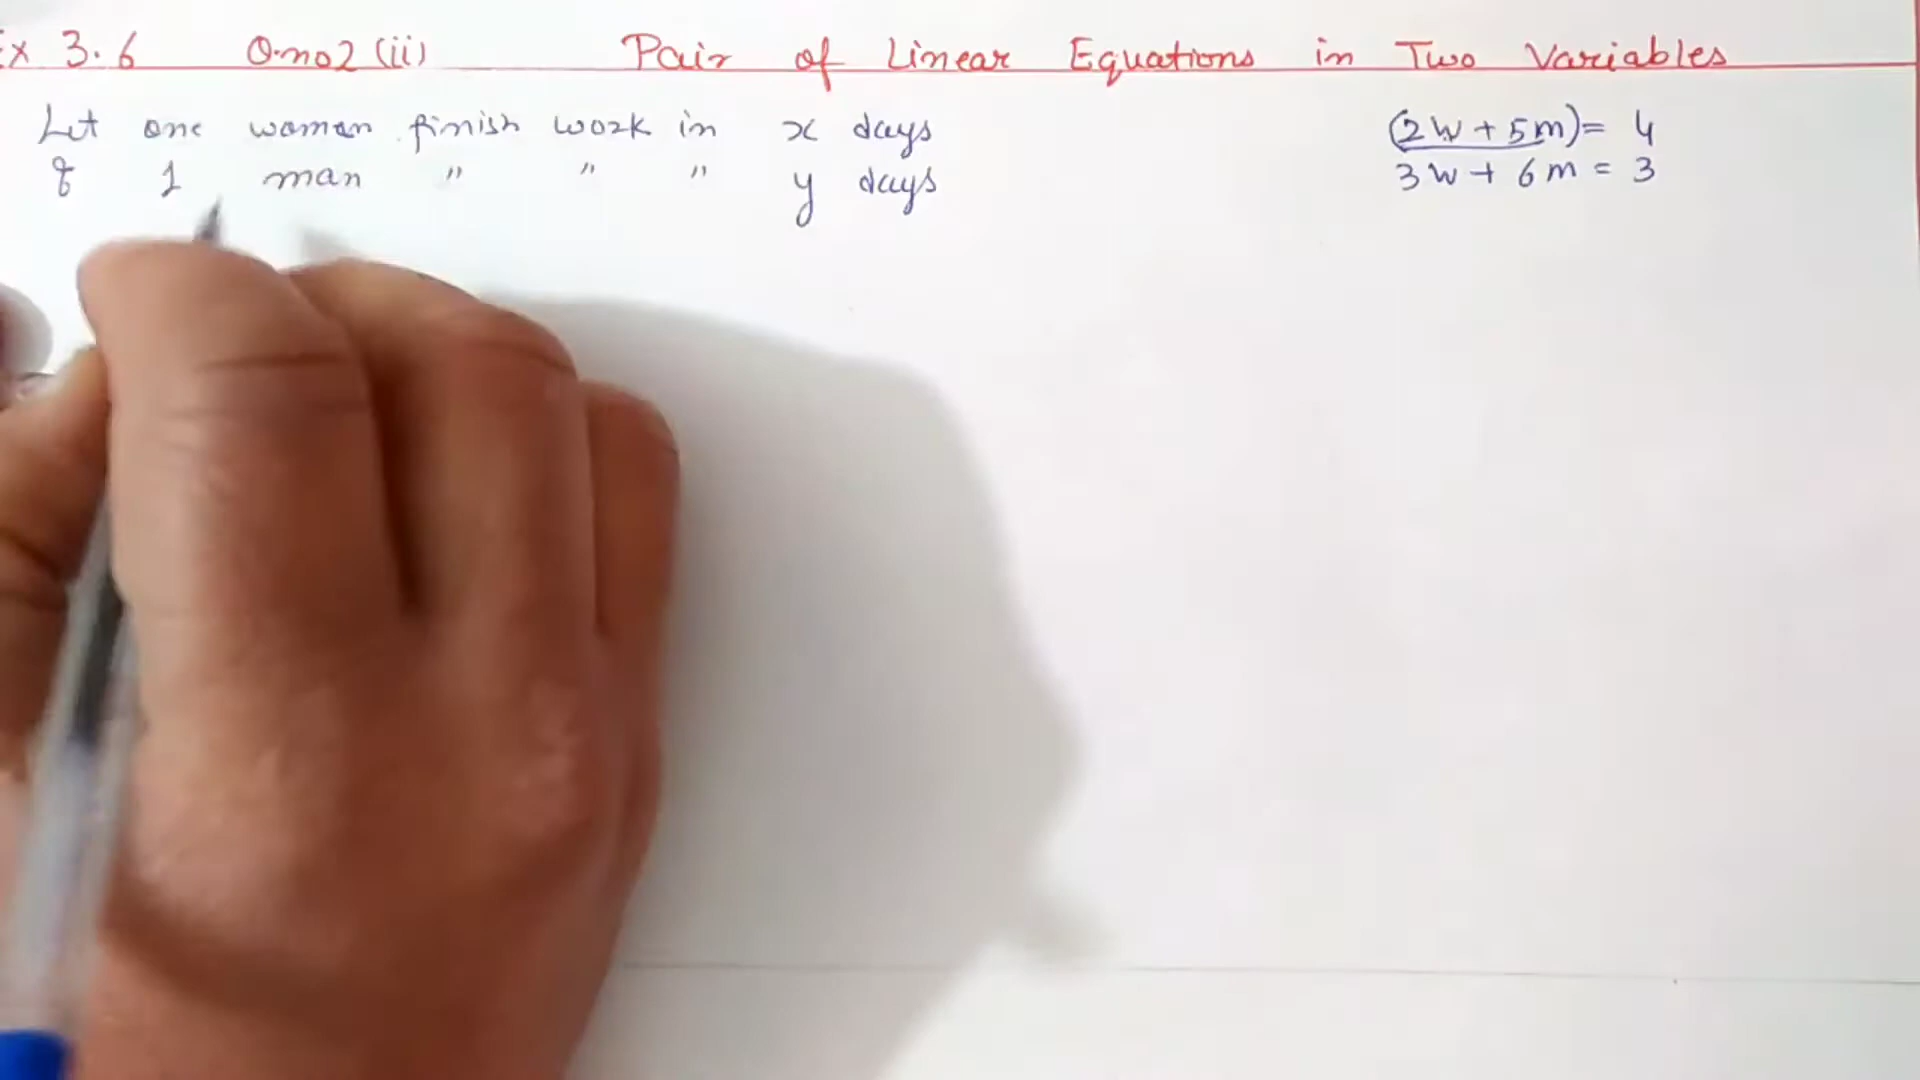 Ex 3.6 Q.no2 (ii) Pair of Linear Equations in Two Variables
Let one woman finish work in x days
& 1 man " " " y days
(2W + 5m) = 4
3W + 6m = 3